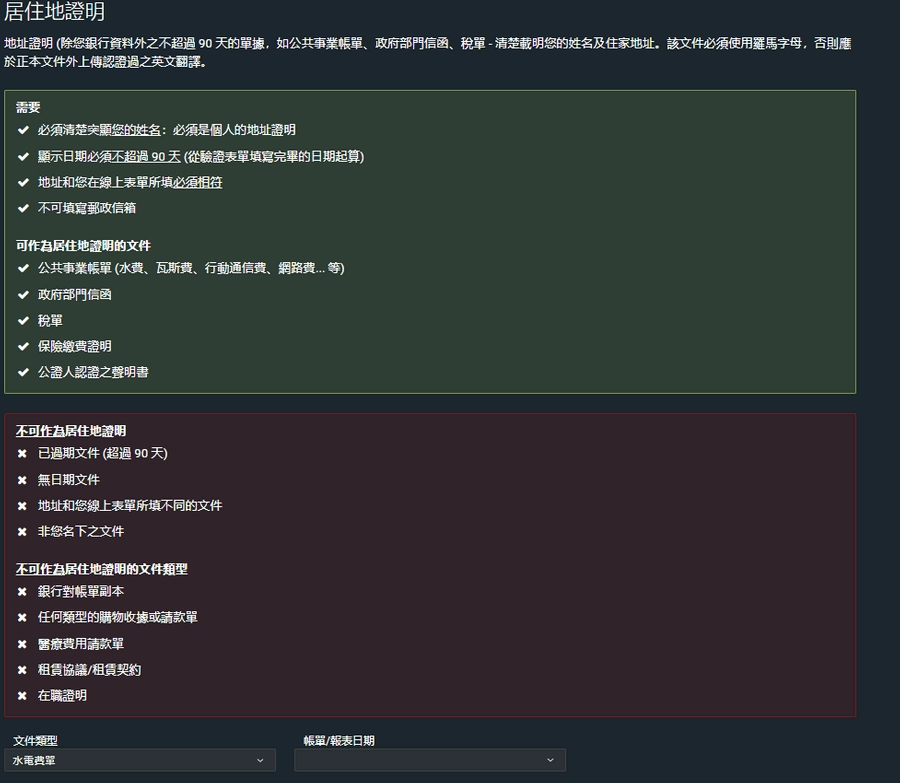 居住地證明
地址證明 (除您銀行資料外之不超過 90 天的單據，如公共事業帳單、政府部門信函、稅單 - 清楚載明您的姓名及住家地址。該文件必須使用羅馬字母，否則應
於正本文件外上傳認證過之英文翻譯。
需要
必須清楚突顯您的姓名：必須是個人的地址證明
顯示日期必須不超過 90 天 (從驗證表單填寫完畢的日期起算)
地址和您在線上表單所填必須相符
不可填寫郵政信箱
可作為居住地證明的文件
公共事業帳單 (水費、瓦斯費、行動通信費、網路費... 等)
政府部門信函
稅單
保險繳費證明
公證人認證之聲明書
不可作為居住地證明
已過期文件 (超過 90 天)
無日期文件
地址和您線上表單所填不同的文件
非您名下之文件
不可作為居住地證明的文件類型
銀行對帳單副本
任何類型的購物收據或請款單
醫療費用請款單
租賃協議/租賃契約
在職證明
文件類型
帳單/報表日期
水電費單